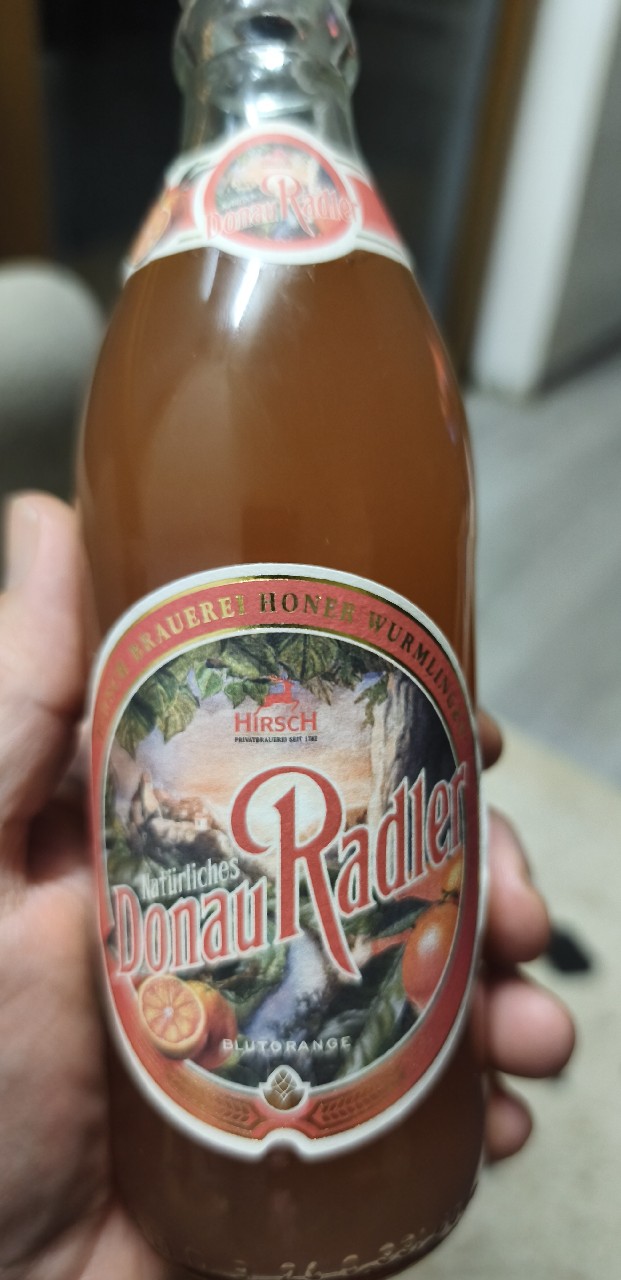 Donau Radler
BRAUEREI HONER WURMLINGEN
HIRSCH
PRIVATBRAUEREI SEIT 1782
Natürliches
Donau Radler
BLUTORANGE